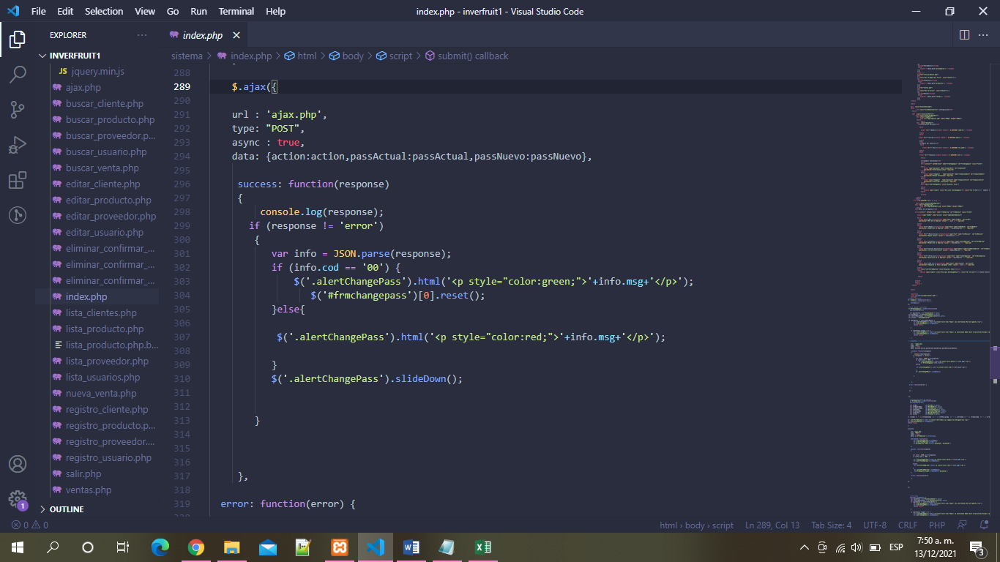 File Edit Selection View Go Run Terminal Help
index.php - inverfruit1 - Visual Studio Code
EXPLORER
index.php
INVERFRUIT1
sistema > index.php > html > body > script > submit() callback
JS jquery.min.js
ajax.php
buscar_cliente.php
buscar_producto.php
buscar_proveedor.p...
buscar_usuario.php
buscar_venta.php
editar_cliente.php
editar_producto.php
editar_proveedor.php
editar_usuario.php
eliminar_confirmar_...
eliminar_confirmar_...
eliminar_confirmar_...
index.php
lista_clientes.php
lista_producto.php
lista_producto.php.b...
lista_proveedor.php
lista_usuarios.php
nueva_venta.php
registro_cliente.php
registro_producto.p...
registro_proveedor....
registro_usuario.php
salir.php
ventas.php
OUTLINE
288
289 $.ajax({
290
291 url : 'ajax.php',
292 type: "POST",
293 async : true,
294 data: {action:action,passActual:passActual,passNuevo:passNuevo},
295
296 success: function(response)
297 {
298 console.log(response);
299 if (response != 'error')
300 {
301 var info = JSON.parse(response);
302 if (info.cod == '00') {
303 $('.alertChangePass').html('<p style="color:green;">'+info.msg+'</p>');
304 $('#frmchangepass')[0].reset();
305 }else{
306
307 $('.alertChangePass').html('<p style="color:red;">'+info.msg+'</p>');
308
309 }
310 $('.alertChangePass').slideDown();
311
312
313 }
314
315
316
317 },
318
319 error: function(error) {
1
0 0
html > body > script
Ln 289, Col 13
Tab Size: 4
UTF-8
CRLF
PHP
ESP
7:50 a. m.
13/12/2021
3